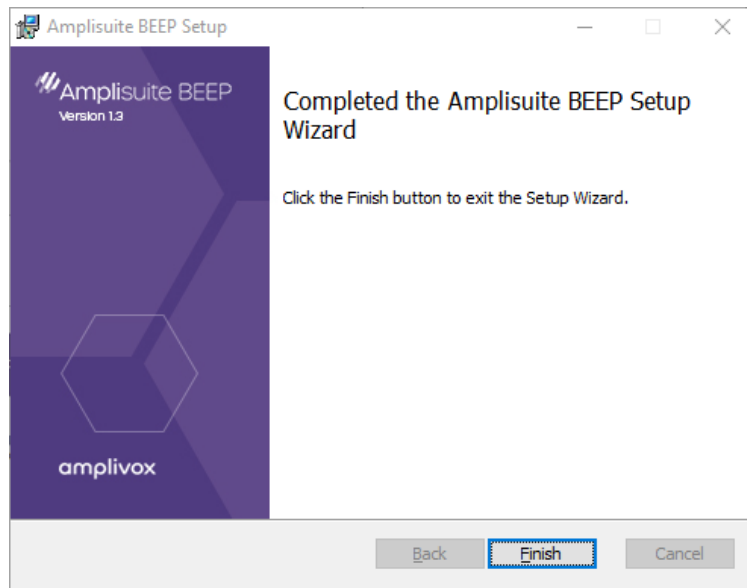 Amplisuite BEEP Setup
Amplisuite BEEP
Version 1.3
Completed the Amplisuite BEEP Setup
Wizard
Click the Finish button to exit the Setup Wizard.
amplivox
Back
Finish
Cancel